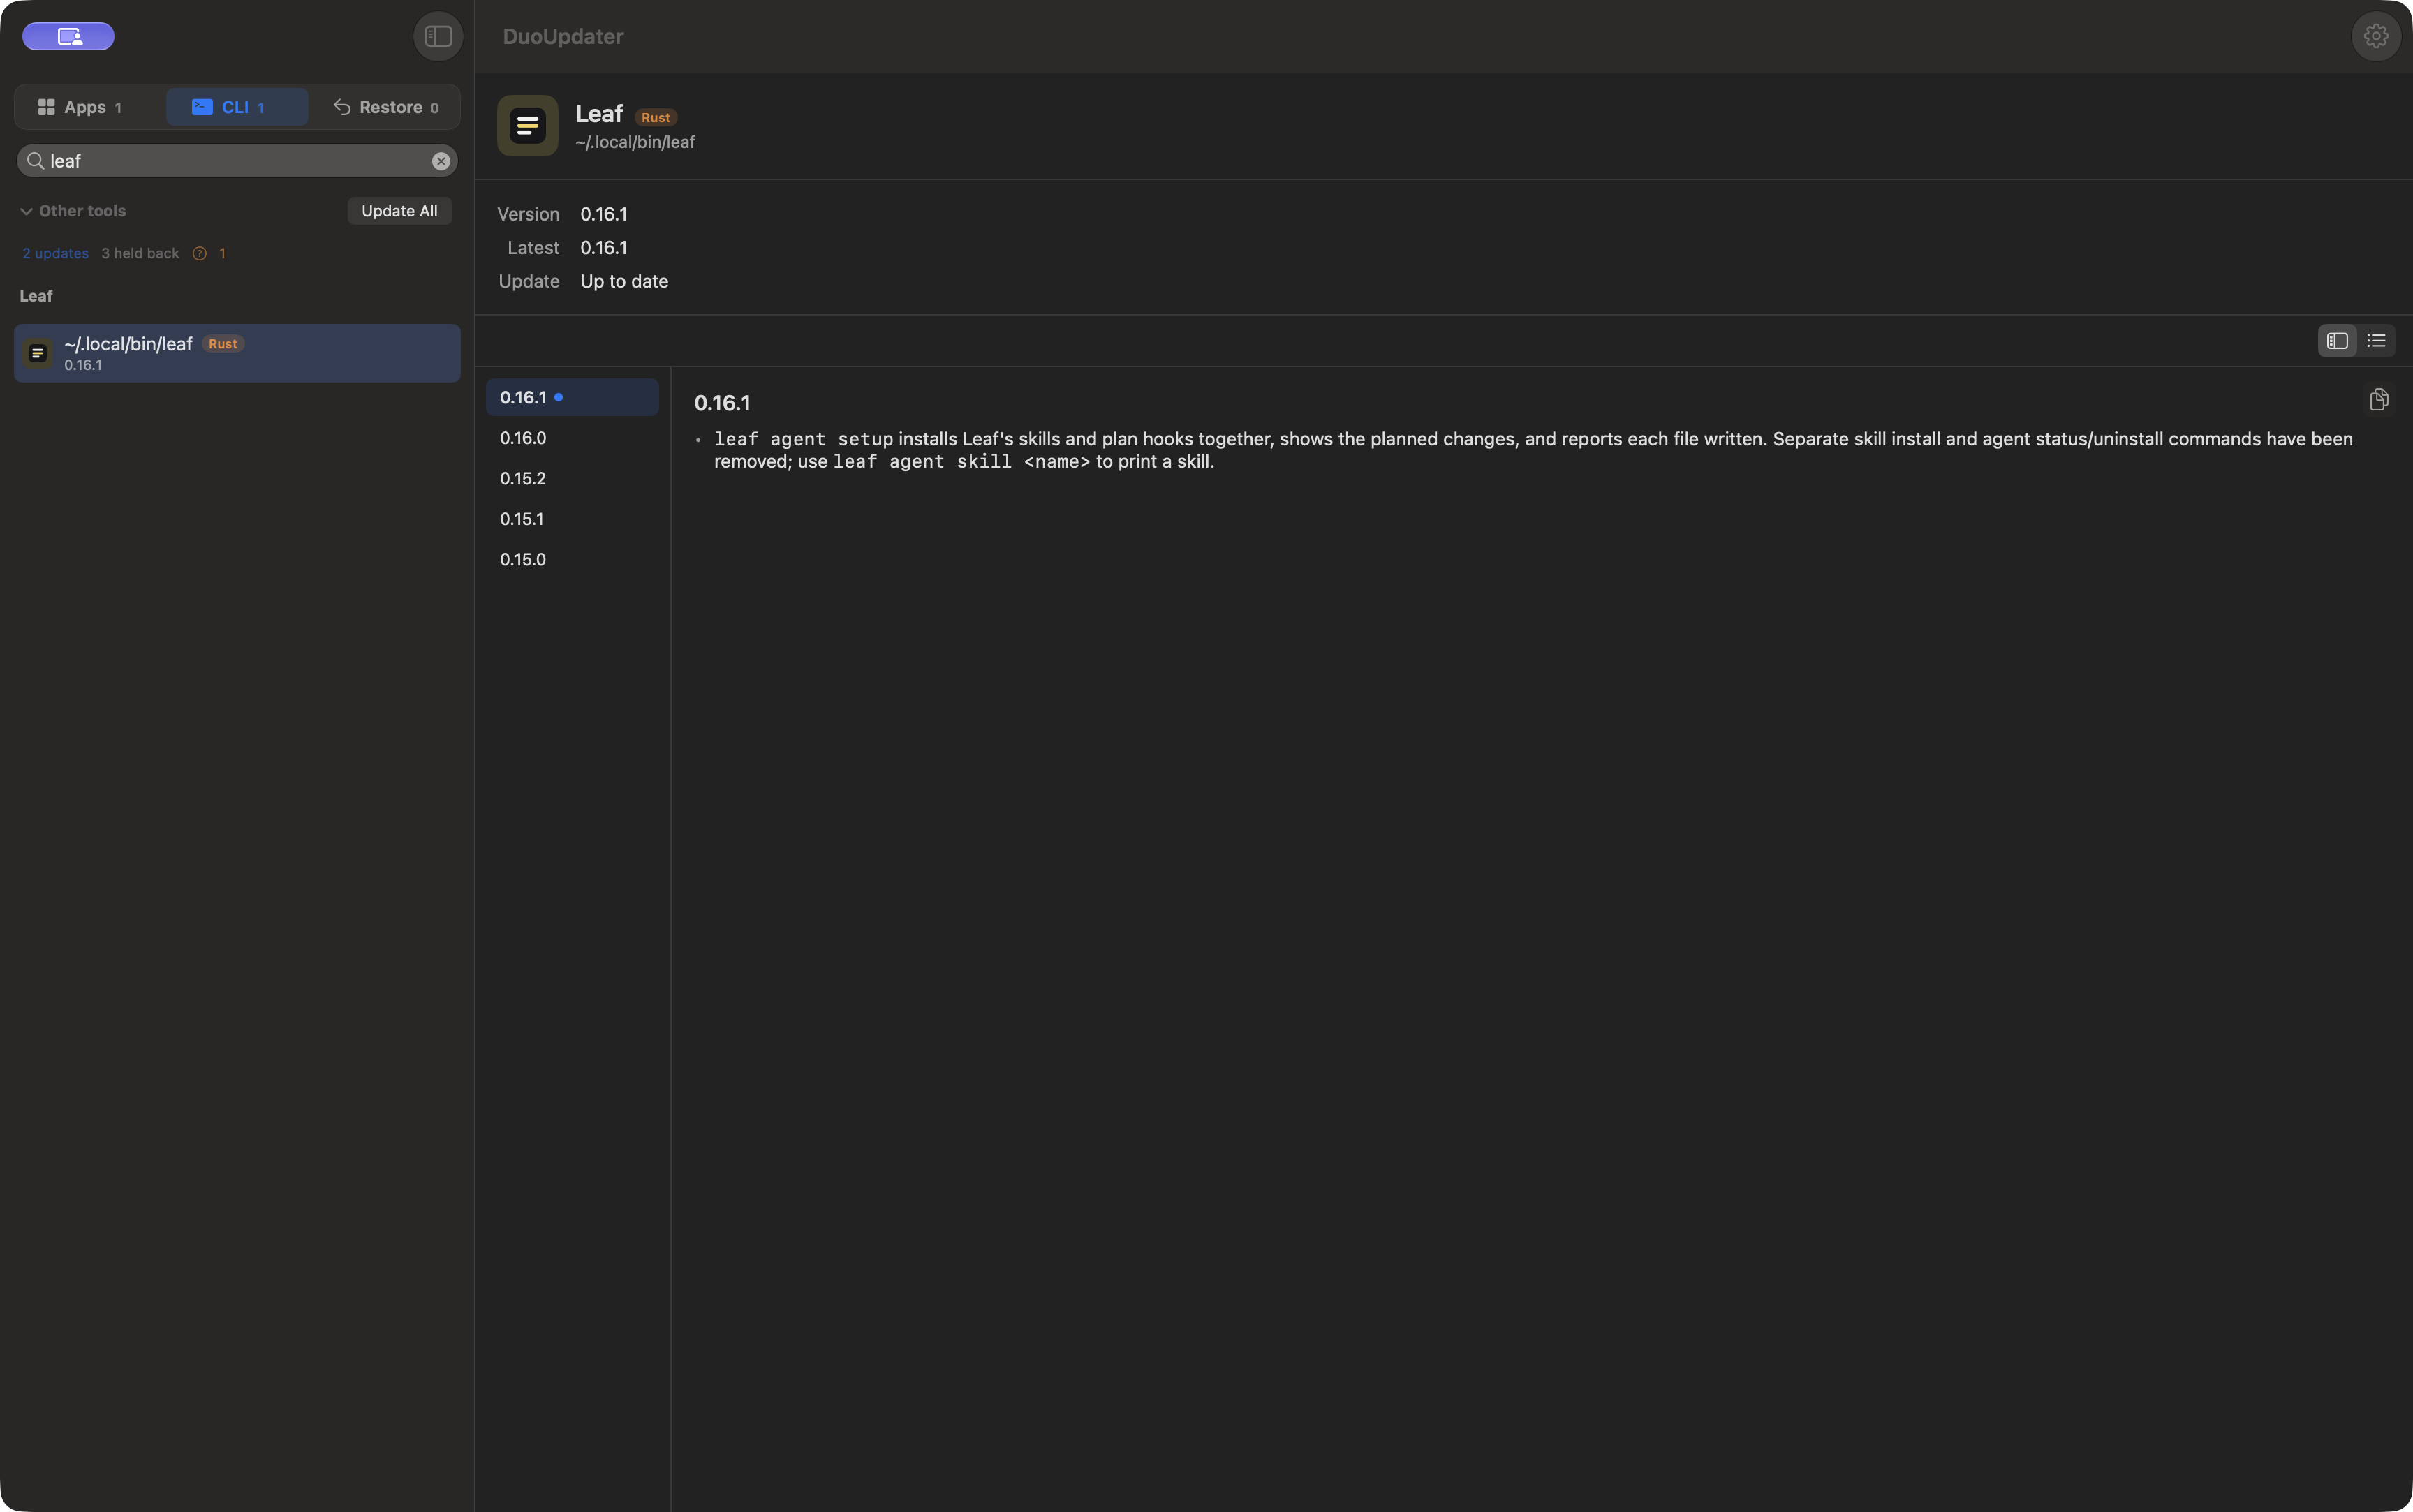 DuoUpdater
Apps 1
CLI 1
Restore 0
leaf
Other tools
Update All
2 updates 3 held back ? 1
Leaf
~/.local/bin/leaf Rust
0.16.1
Leaf Rust
~/.local/bin/leaf
Version 0.16.1
Latest 0.16.1
Update Up to date
0.16.1
0.16.0
0.15.2
0.15.1
0.15.0
0.16.1
• leaf agent setup installs Leaf's skills and plan hooks together, shows the planned changes, and reports each file written. Separate skill install and agent status/uninstall commands have been
removed; use leaf agent skill <name> to print a skill.